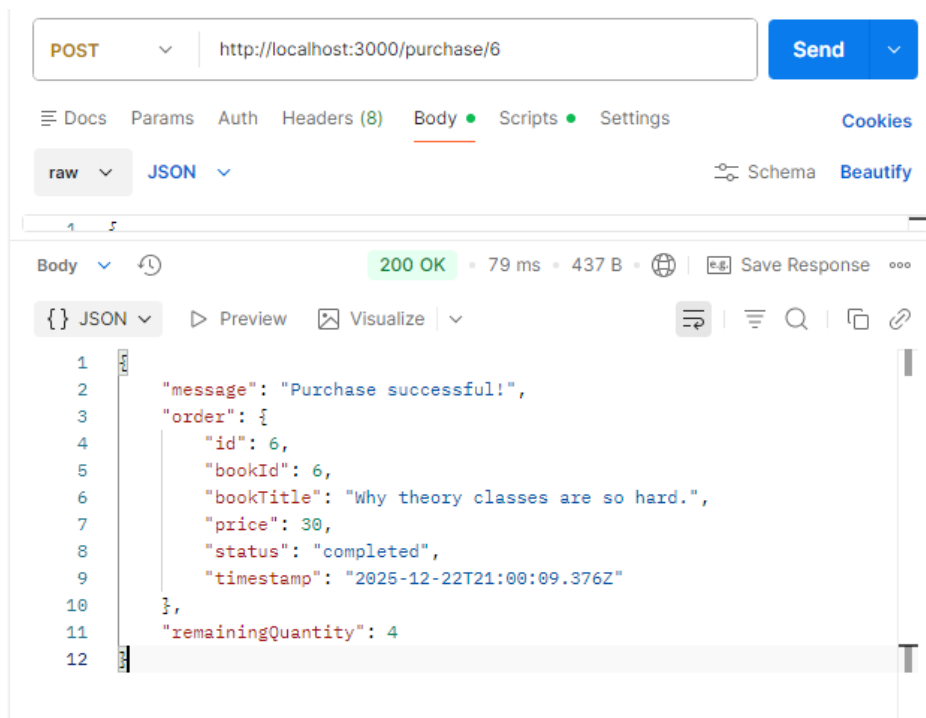 POST http://localhost:3000/purchase/6 Send
Docs Params Auth Headers (8) Body Scripts Settings Cookies
raw JSON Schema Beautify
Body 200 OK 79 ms 437 B e.g. Save Response
{} JSON Preview Visualize
1 {
2 "message": "Purchase successful!",
3 "order": {
4 "id": 6,
5 "bookId": 6,
6 "bookTitle": "Why theory classes are so hard.",
7 "price": 30,
8 "status": "completed",
9 "timestamp": "2025-12-22T21:00:09.376Z"
10 },
11 "remainingQuantity": 4
12 }